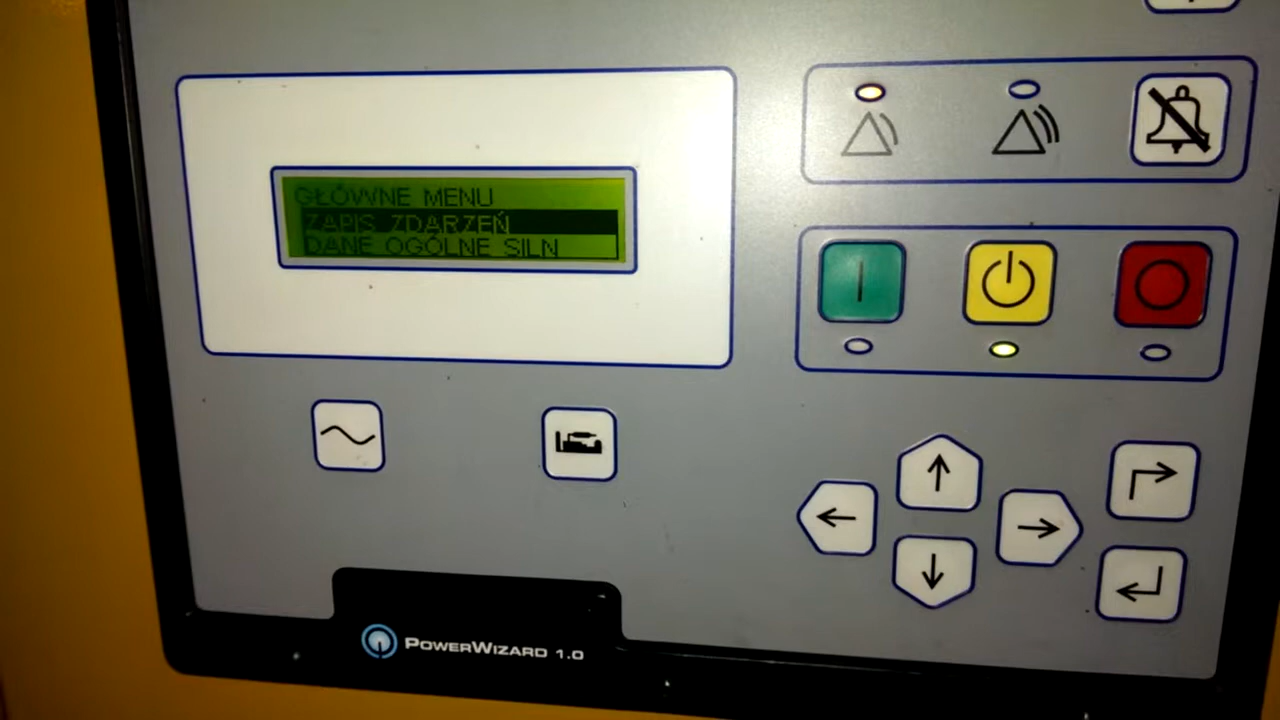 GŁÓWNE MENU
ZAPIS ZDARZEŃ
DANE OGÓLNE SILN
POWERWIZARD 1.0